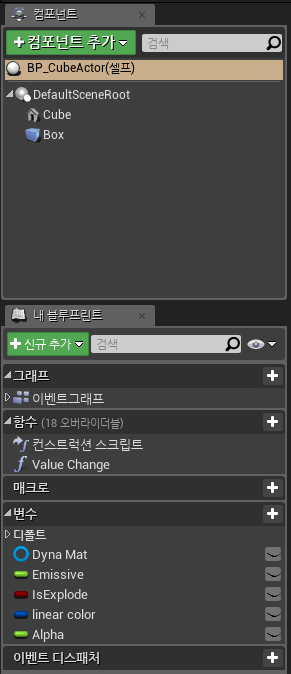 컴포넌트
+컴포넌트 추가
검색
BP_CubeActor(셀프)
DefaultSceneRoot
Cube
Box
내 블루프린트
+신규 추가
검색
그래프
이벤트그래프
함수 (18 오버라이더블)
컨스트럭션 스크립트
Value Change
매크로
변수
디폴트
Dyna Mat
Emissive
IsExplode
linear color
Alpha
이벤트 디스패처